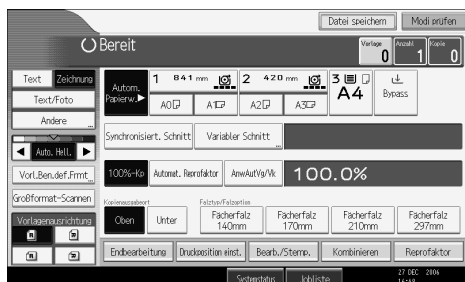 Datei speichern Modi prüfen
Bereit
Vorlage Anzahl Kopie
0 1 0
Text Zeichnung
Text/Foto
Andere
Auto. Hell.
Vorl.Ben.def.Frmt
Großformat-Scannen
Vorlagenausrichtung
Autom. Papierw.
1 841 mm 2 420 mm 3 A4 Bypass
A0 A1 A2 A3
Synchronisiert. Schnitt Variabler Schnitt
100%-Kp Automat. Reprofaktor AnwAutVg/Vk 100.0%
Kopienausgabeort Falztyp/Falzoption
Oben Unter Fächerfalz 140mm Fächerfalz 170mm Fächerfalz 210mm Fächerfalz 297mm
Endbearbeitung Druckposition einst. Bearb./Stemp. Kombinieren Reprofaktor
Systemstatus Jobliste 27 DEC 2006